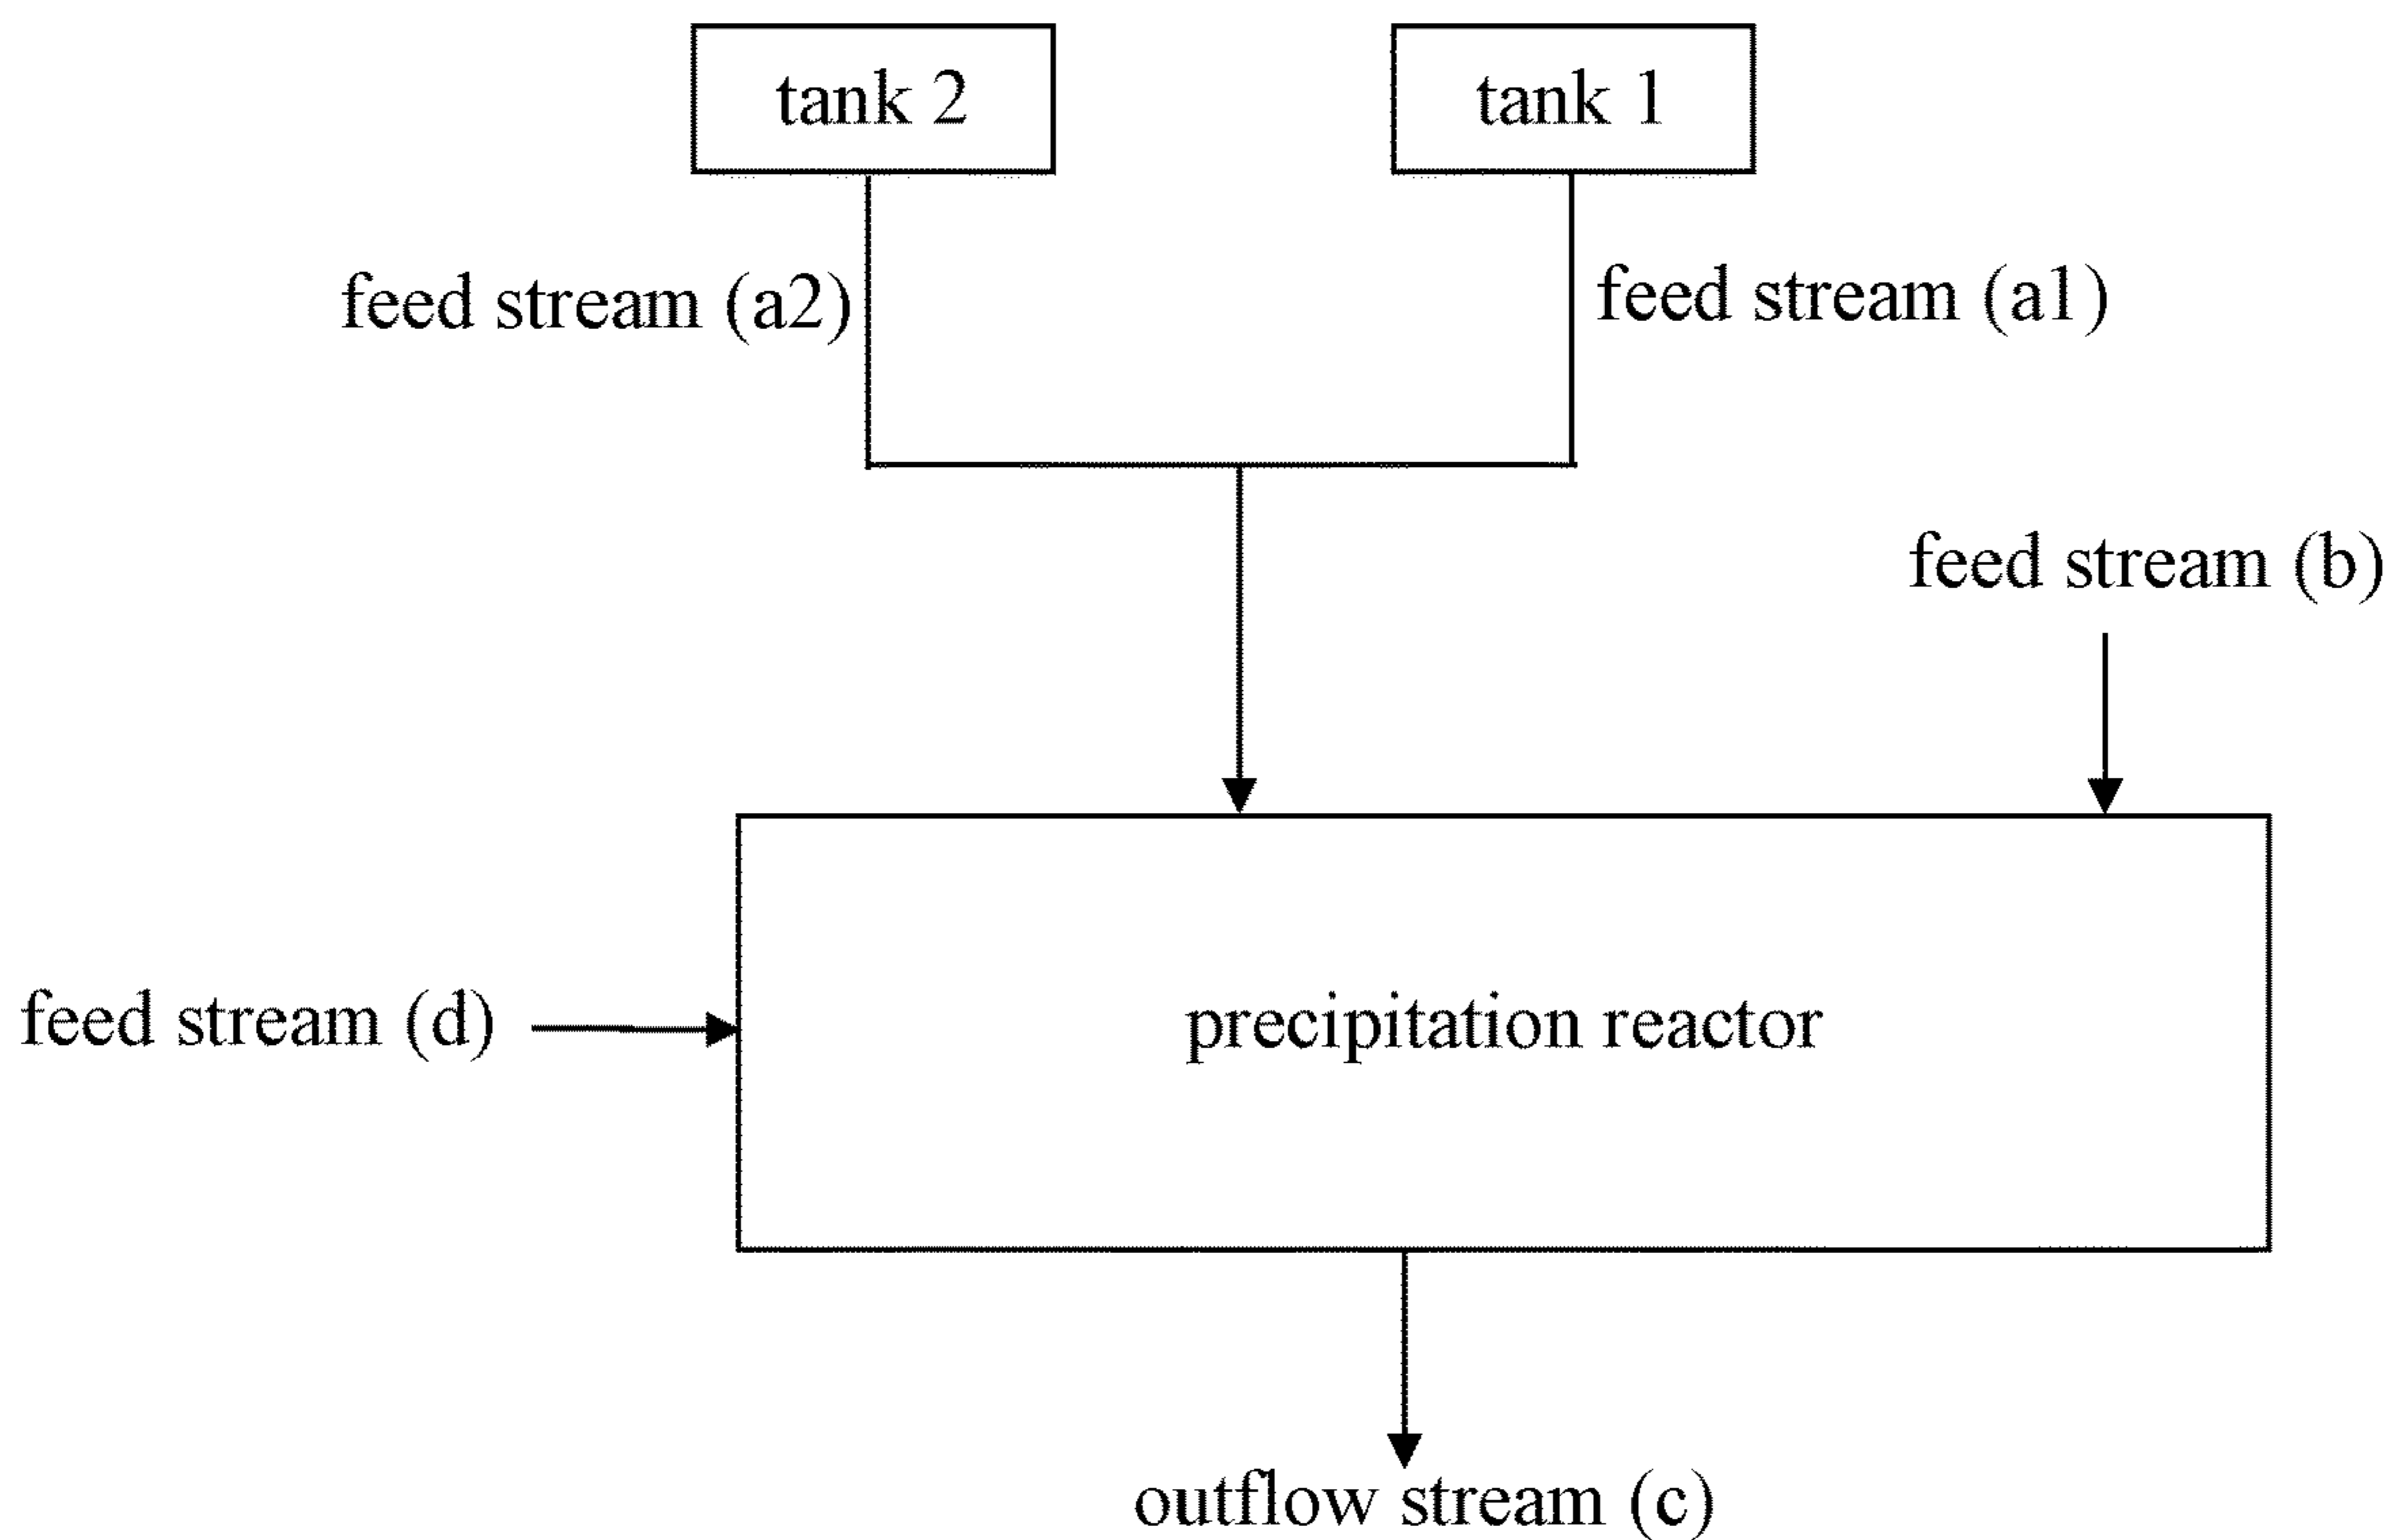 tank 2
tank 1
feed stream (a2)
feed stream (a1)
feed stream (b)
feed stream (d)
precipitation reactor
outflow stream (c)